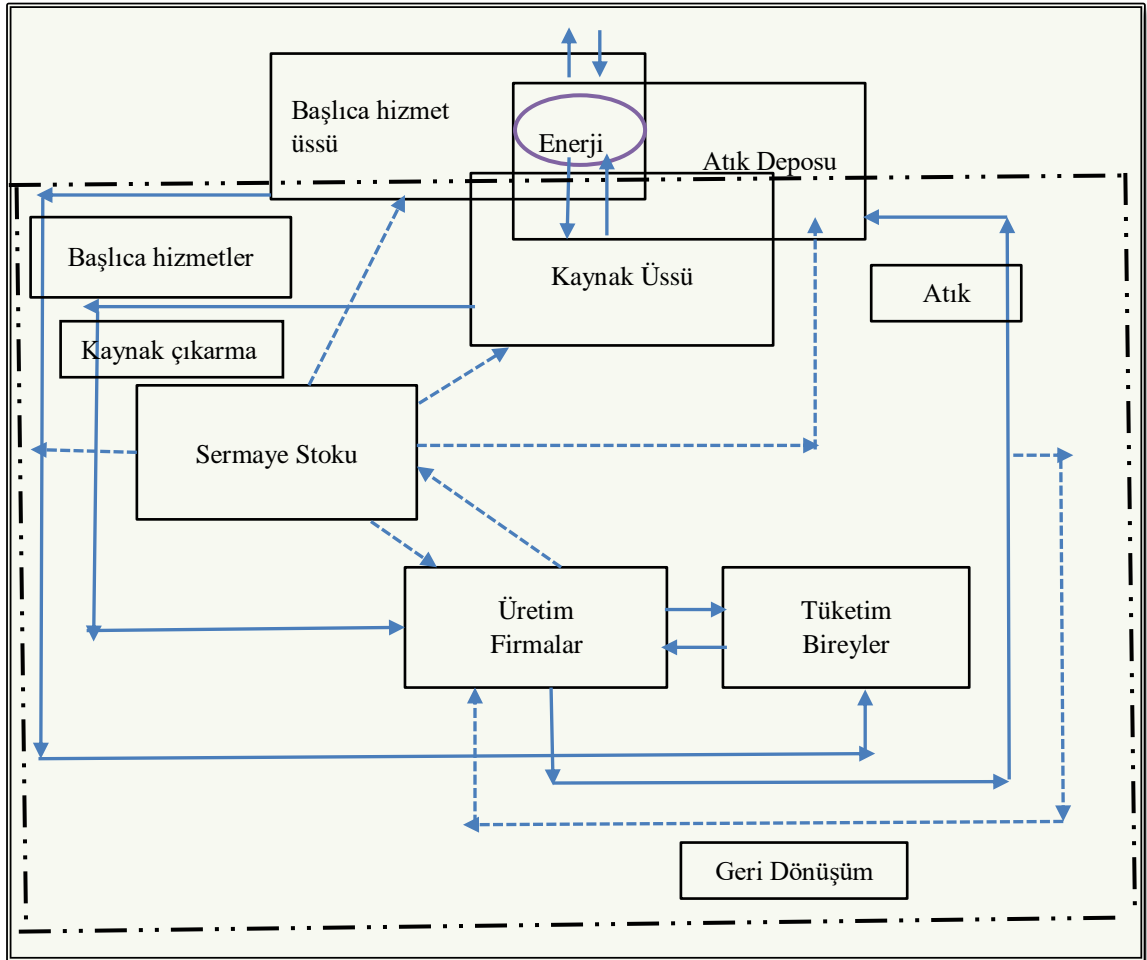 Başlıca hizmet
üssü
Enerji
Atık Deposu
Başlıca hizmetler
Kaynak Üssü
Atık
Kaynak çıkarma
Sermaye Stoku
Üretim
Firmalar
Tüketim
Bireyler
Geri Dönüşüm